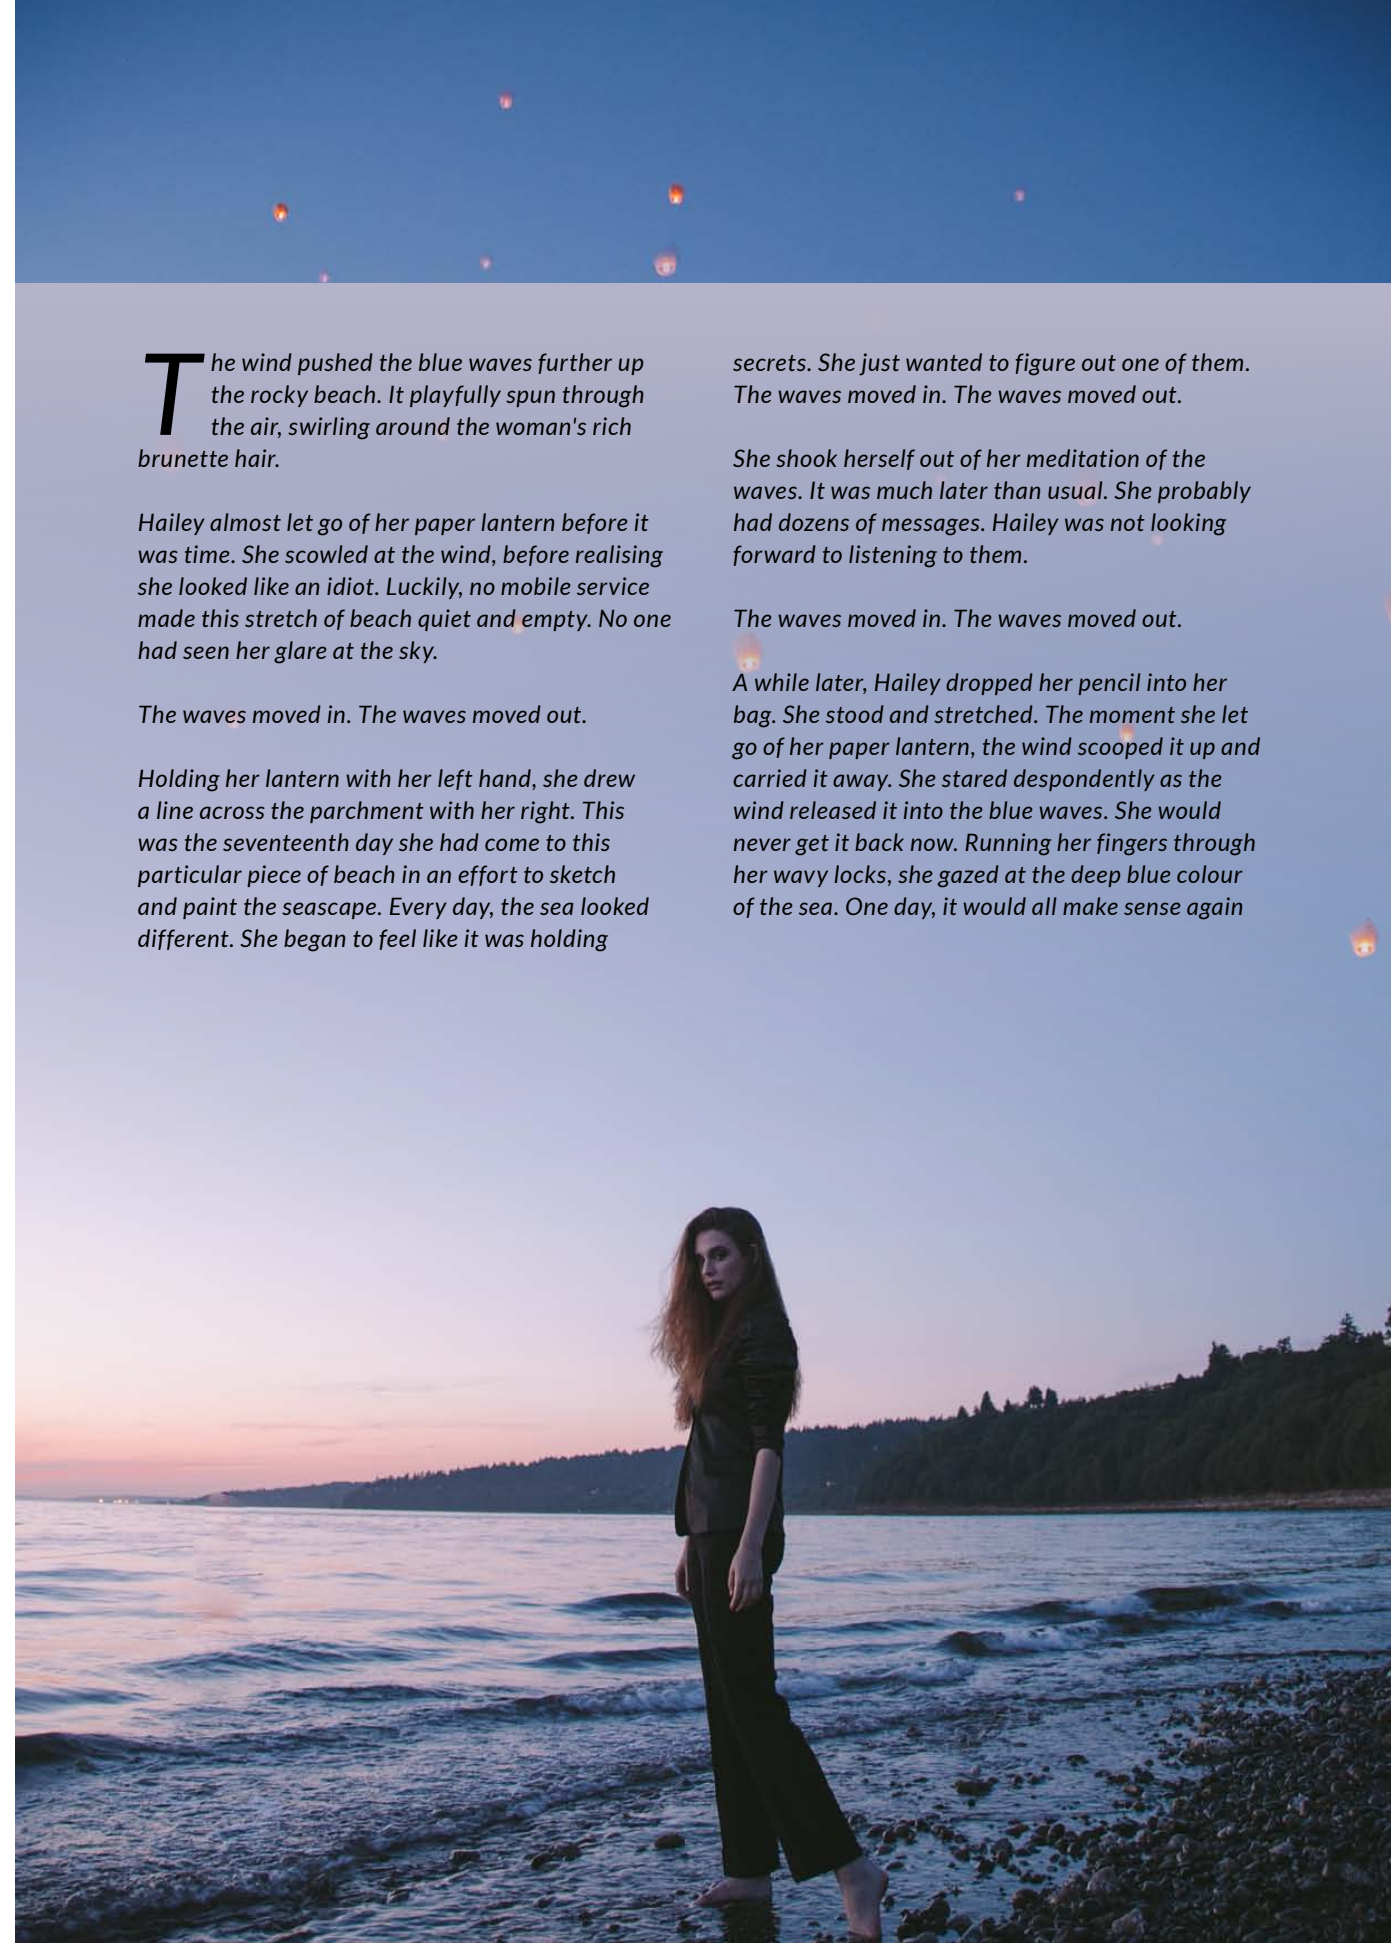 The wind pushed the blue waves further up
the rocky beach. It playfully spun through
the air, swirling around the woman's rich
brunette hair.
Hailey almost let go of her paper lantern before it
was time. She scowled at the wind, before realising
she looked like an idiot. Luckily, no mobile service
made this stretch of beach quiet and empty. No one
had seen her glare at the sky.
The waves moved in. The waves moved out.
Holding her lantern with her left hand, she drew
a line across the parchment with her right. This
was the seventeenth day she had come to this
particular piece of beach in an effort to sketch
and paint the seascape. Every day, the sea looked
different. She began to feel like it was holding
secrets. She just wanted to figure out one of them.
The waves moved in. The waves moved out.
She shook herself out of her meditation of the
waves. It was much later than usual. She probably
had dozens of messages. Hailey was not looking
forward to listening to them.
The waves moved in. The waves moved out.
A while later, Hailey dropped her pencil into her
bag. She stood and stretched. The moment she let
go of her paper lantern, the wind scooped it up and
carried it away. She stared despondently as the
wind released it into the blue waves. She would
never get it back now. Running her fingers through
her wavy locks, she gazed at the deep blue colour
of the sea. One day, it would all make sense again